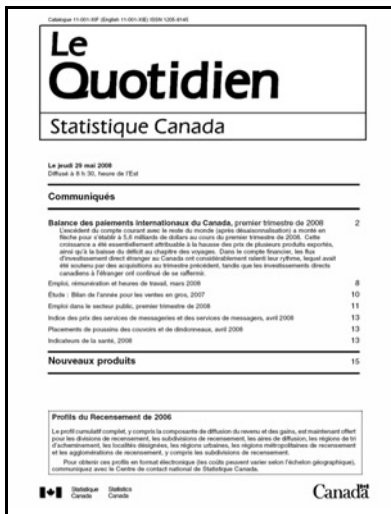 Catalogue 11-001-XIF (English 11-001-XIE) ISSN 1205-9145
Le
Quotidien
Statistique Canada
Le jeudi 29 mai 2008
Diffusé à 8 h 30, heure de l'Est
Communiqués
Balance des paiements internationaux du Canada, premier trimestre de 2008 2
L'excédent du compte courant avec le reste du monde (après désaisonnalisation) a monté en
flèche pour s'établir à 5,6 milliards de dollars au cours du premier trimestre de 2008. Cette
croissance a été essentiellement attribuable à la hausse des prix de plusieurs produits exportés,
ainsi qu'à la baisse du déficit au chapitre des voyages. Dans le compte financier, les flux
d'investissement direct étranger au Canada ont considérablement ralenti leur rythme, lequel avait
été soutenu par des acquisitions au trimestre précédent, tandis que les investissements directs
canadiens à l'étranger ont continué de se raffermir.
Emploi, rémunération et heures de travail, mars 2008 8
Étude : Bilan de l'année pour les ventes en gros, 2007 10
Emploi dans le secteur public, premier trimestre de 2008 11
Indice des prix des services de messageries et des services de messagers, avril 2008 13
Placements de poussins des couvoirs et de dindonneaux, avril 2008 13
Indicateurs de la santé, 2008 13
Nouveaux produits 15
Profils du Recensement de 2006
Le profil cumulatif complet, y compris la composante de diffusion du revenu et des gains, est maintenant offert
pour les divisions de recensement, les subdivisions de recensement, les aires de diffusion, les régions de tri
d'acheminement, les localités désignées, les régions urbaines, les régions métropolitaines de recensement
et les agglomérations de recensement, y compris les subdivisions de recensement.
Pour obtenir ces profils en format électronique (les coûts peuvent varier selon l'échelon géographique),
communiquez avec le Centre de contact national de Statistique Canada.
Statistique Canada Statistics Canada
Canada